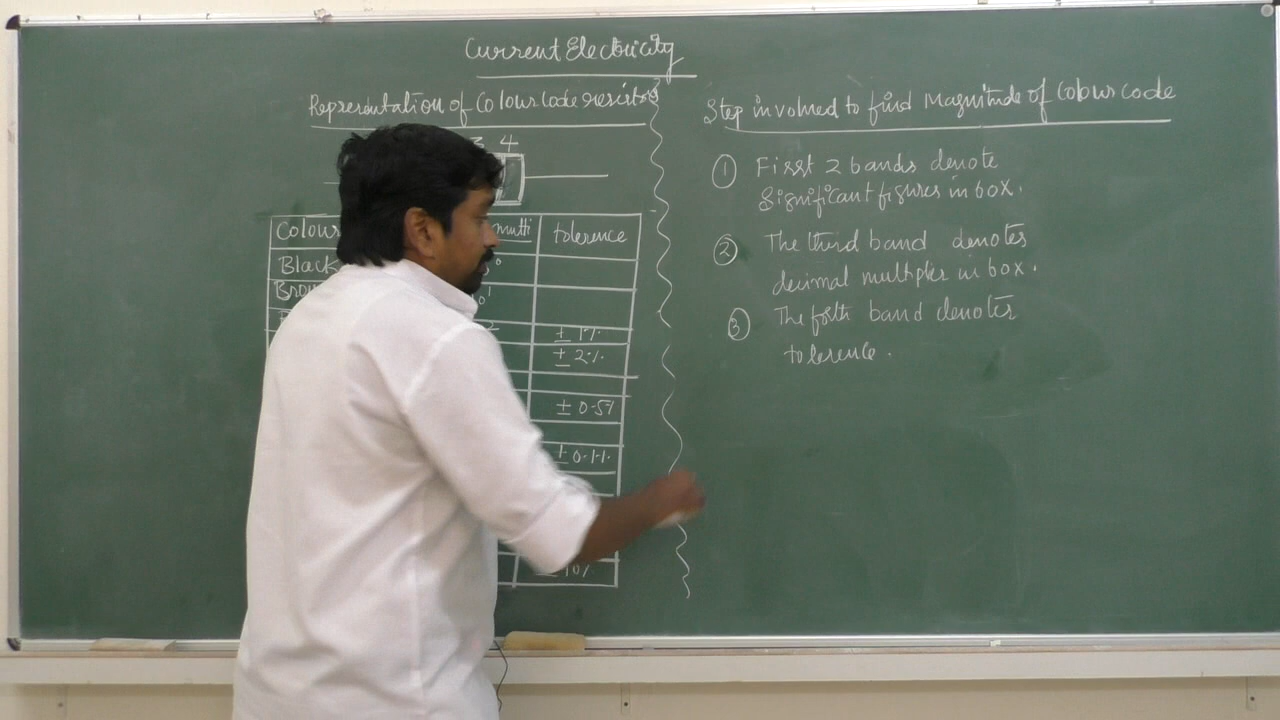 Current Electricity
Representation of Colour code resistors
Step involved to find Magnitude of Colour code
3 4
① First 2 bands denote
Significant figures in box.
② The third band denotes
decimal multipler in box.
③ The forth band denotes
tolerence.
Colour multi tolerence
Black
± 1%
± 2%
± 0.5%
± 0.1%